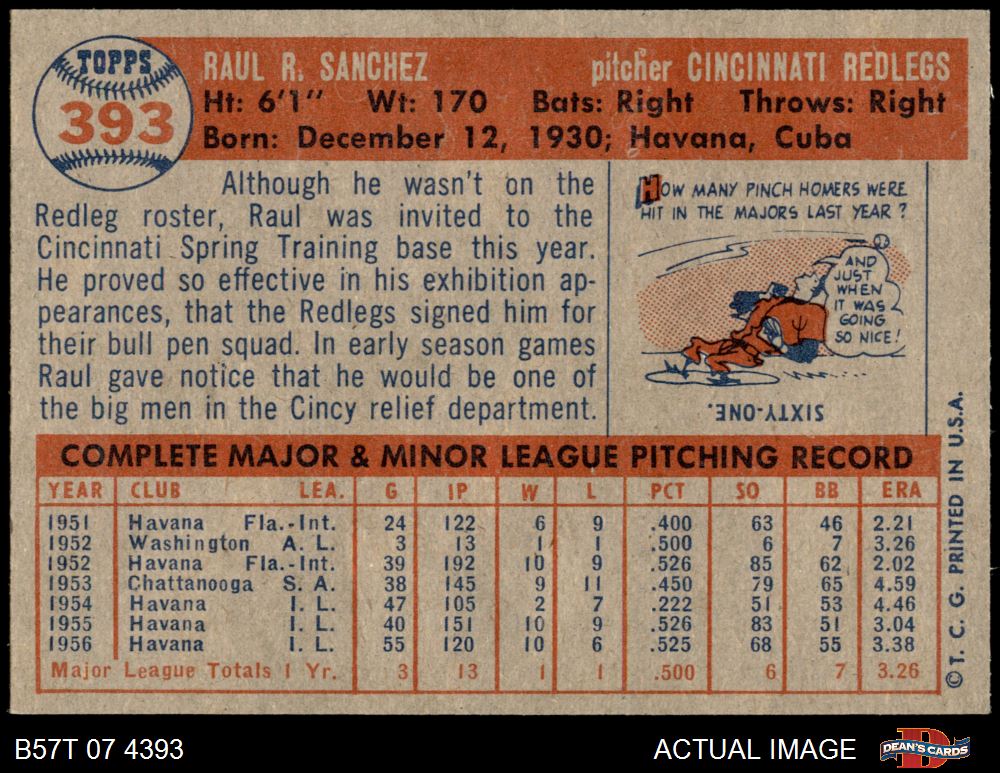 TOPPS
393
RAUL R. SANCHEZ pitcher CINCINNATI REDLEGS
Ht: 6'1" Wt: 170 Bats: Right Throws: Right
Born: December 12, 1930; Havana, Cuba
Although he wasn't on the
Redleg roster, Raul was invited to the
Cincinnati Spring Training base this year.
He proved so effective in his exhibition ap-
pearances, that the Redlegs signed him for
their bull pen squad. In early season games
Raul gave notice that he would be one of
the big men in the Cincy relief department.
HOW MANY PINCH HOMERS WERE
HIT IN THE MAJORS LAST YEAR?
AND
JUST
WHEN
IT WAS
GOING
SO NICE!
SIXTY-ONE.
COMPLETE MAJOR & MINOR LEAGUE PITCHING RECORD
YEAR CLUB LEA. G IP W L PCT SO BB ERA
1951 Havana Fla.-Int. 24 122 6 9 .400 63 46 2.21
1952 Washington A. L. 3 13 1 1 .500 6 7 3.26
1952 Havana Fla.-Int. 39 192 10 9 .526 85 62 2.02
1953 Chattanooga S. A. 38 145 9 11 .450 79 65 4.59
1954 Havana I. L. 47 105 2 7 .222 51 53 4.46
1955 Havana I. L. 40 151 10 9 .526 83 51 3.04
1956 Havana I. L. 55 120 10 6 .525 68 55 3.38
Major League Totals 1 Yr. 3 13 1 1 .500 6 7 3.26
© T. C. G. PRINTED IN U.S.A.
B57T 07 4393
ACTUAL IMAGE
DEAN'S CARDS